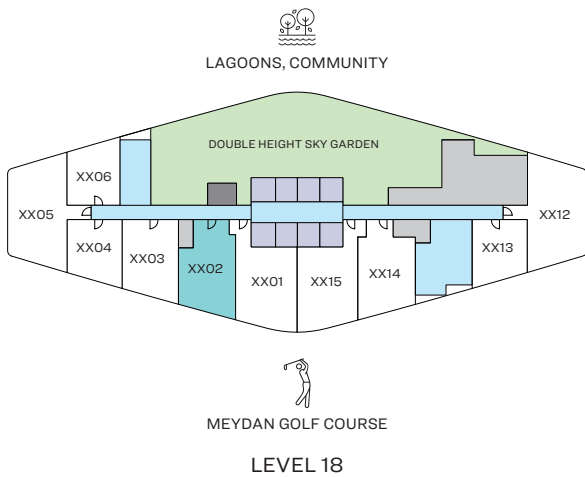 LAGOONS, COMMUNITY
DOUBLE HEIGHT SKY GARDEN
XX06
XX05
XX12
XX04
XX03
XX02
XX01
XX15
XX14
XX13
MEYDAN GOLF COURSE
LEVEL 18